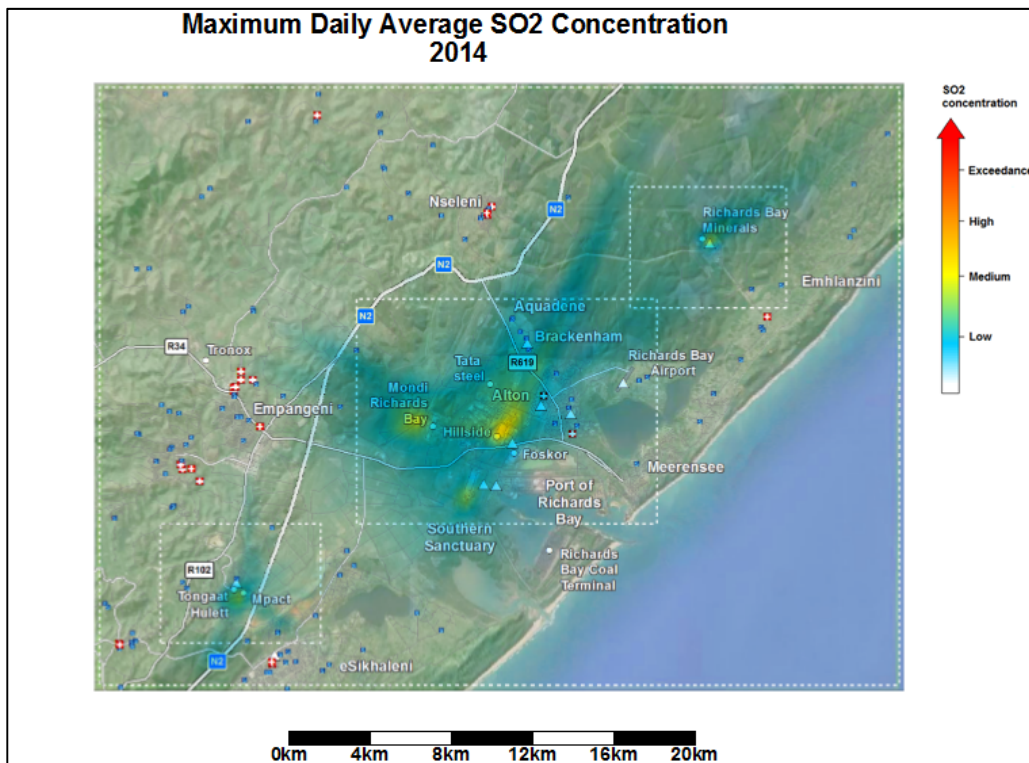 Maximum Daily Average SO2 Concentration
2014
SO2
concentration
Exceedance
High
Medium
Low
Nseleni
N2
Richards Bay
Minerals
N2
Emhlanzini
N2
Aquadene
Brackenham
R34
Tronox
R619
Tata
steel
Richards Bay
Airport
Mondi
Richards
Bay
Alton
Empangeni
Hillside
Foskor
Meerensee
Port of
Richards
Bay
Southern
Sanctuary
Richards
Bay Coal
Terminal
R102
Tongaat
Hulett
Mpact
N2
eSikhaleni
0km 4km 8km 12km 16km 20km